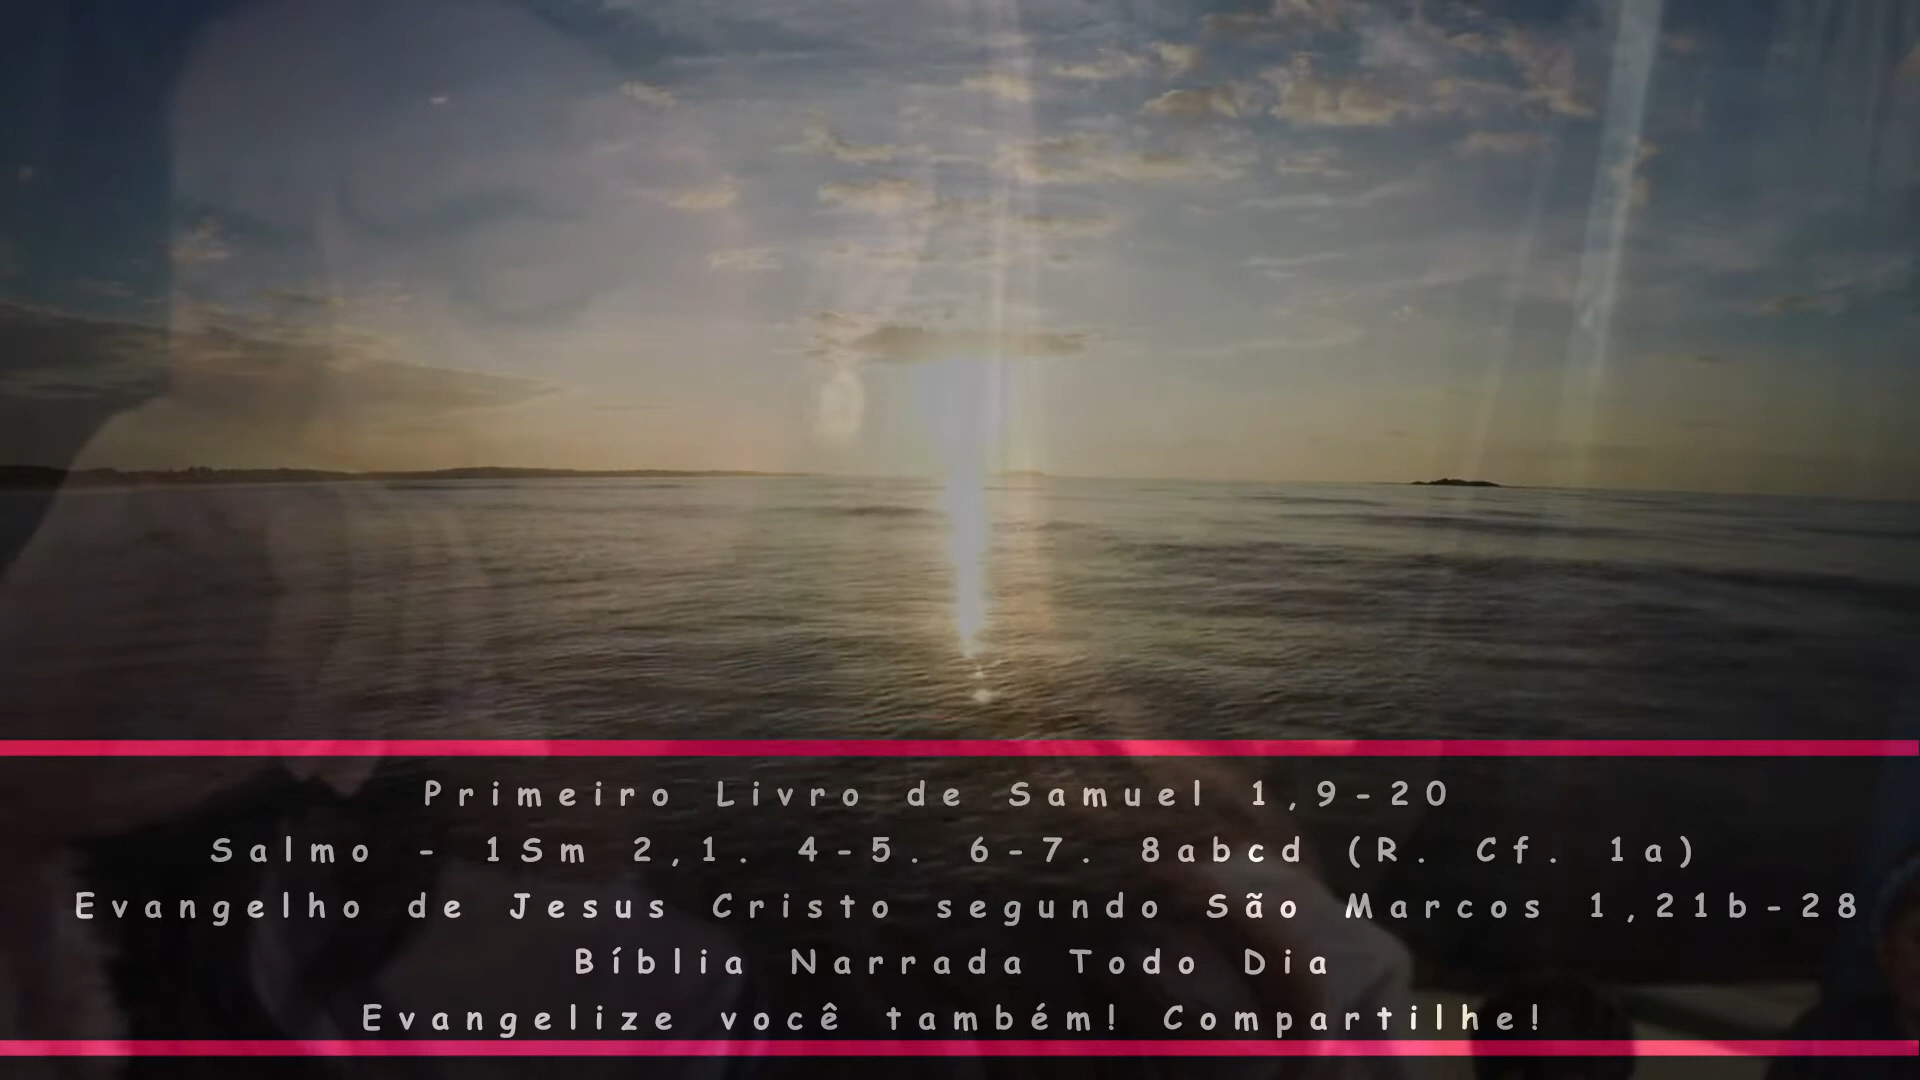 Primeiro Livro de Samuel 1,9-20
Salmo - 1Sm 2,1. 4-5. 6-7. 8abcd (R. Cf. 1a)
Evangelho de Jesus Cristo segundo São Marcos 1,21b-28
Bíblia Narrada Todo Dia
Evangelize você também! Compartilhe!